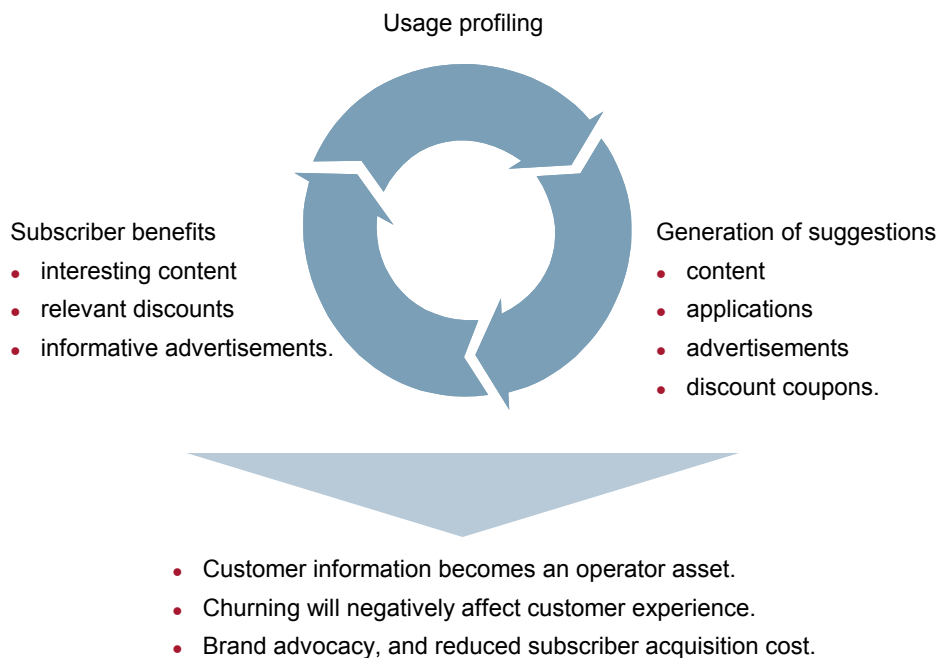 Usage profiling
Subscriber benefits
• interesting content
• relevant discounts
• informative advertisements.
Generation of suggestions
• content
• applications
• advertisements
• discount coupons.
• Customer information becomes an operator asset.
• Churning will negatively affect customer experience.
• Brand advocacy, and reduced subscriber acquisition cost.